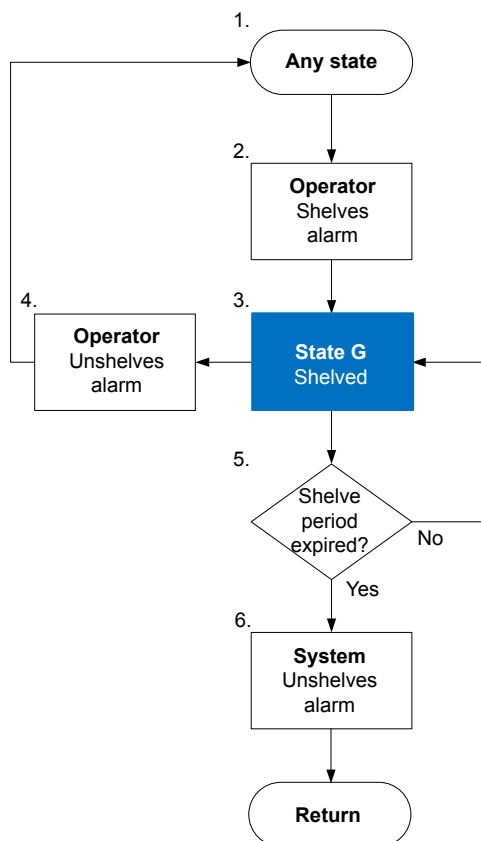 1.
Any state
2.
Operator
Shelves
alarm
3.
State G
Shelved
4.
Operator
Unshelves
alarm
5.
Shelve
period
expired?
No
Yes
6.
System
Unshelves
alarm
Return